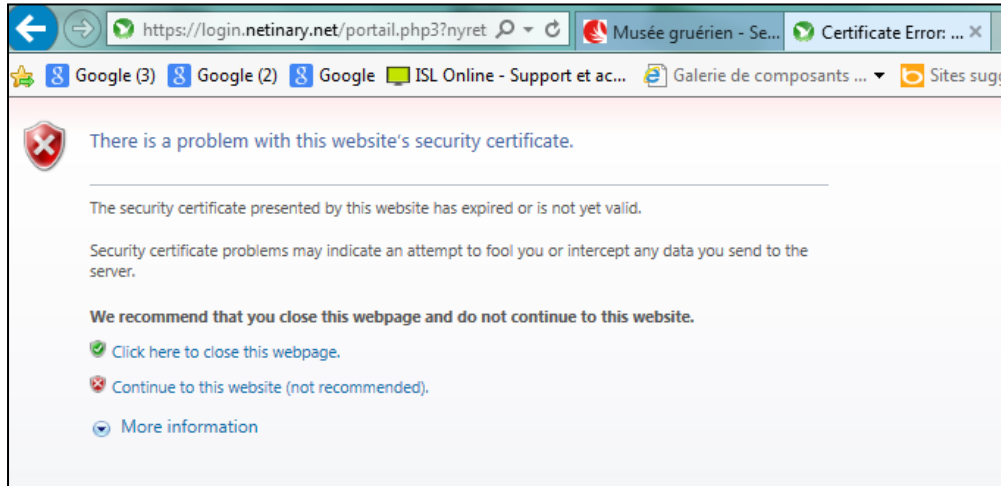 https://login.netinary.net/portail.php3?nyret
Musée gruérien - Se...
Certificate Error: ...
Google (3)
Google (2)
Google
ISL Online - Support et ac...
Galerie de composants ...
Sites sugg
There is a problem with this website's security certificate.
The security certificate presented by this website has expired or is not yet valid.
Security certificate problems may indicate an attempt to fool you or intercept any data you send to the
server.
We recommend that you close this webpage and do not continue to this website.
Click here to close this webpage.
Continue to this website (not recommended).
More information